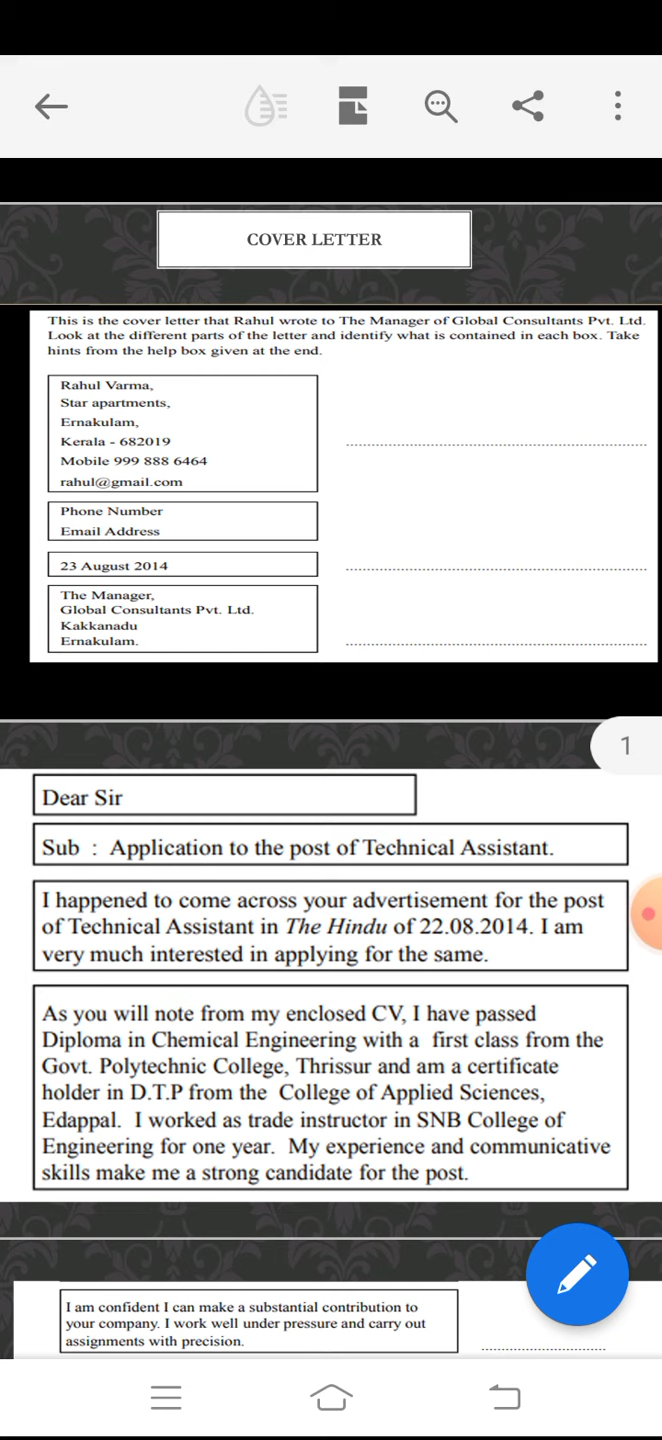 COVER LETTER
This is the cover letter that Rahul wrote to The Manager of Global Consultants Pvt. Ltd.
Look at the different parts of the letter and identify what is contained in each box. Take
hints from the help box given at the end.
Rahul Varma,
Star apartments,
Ernakulam,
Kerala - 682019
Mobile 999 888 6464
rahul@gmail.com
Phone Number
Email Address
23 August 2014
The Manager,
Global Consultants Pvt. Ltd.
Kakkanadu
Ernakulam.
1
Dear Sir
Sub : Application to the post of Technical Assistant.
I happened to come across your advertisement for the post
of Technical Assistant in The Hindu of 22.08.2014. I am
very much interested in applying for the same.
As you will note from my enclosed CV, I have passed
Diploma in Chemical Engineering with a first class from the
Govt. Polytechnic College, Thrissur and am a certificate
holder in D.T.P from the College of Applied Sciences,
Edappal. I worked as trade instructor in SNB College of
Engineering for one year. My experience and communicative
skills make me a strong candidate for the post.
I am confident I can make a substantial contribution to
your company. I work well under pressure and carry out
assignments with precision.